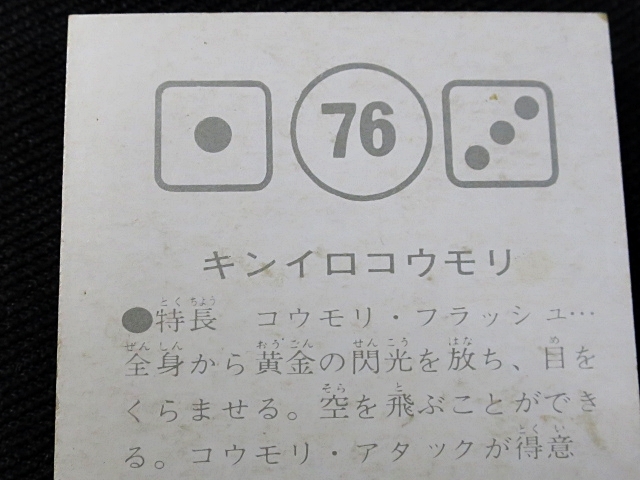 76
キンイロコウモリ
●特長 コウモリ・フラッシュ…
全身から黄金の閃光を放ち、目を
くらませる。空を飛ぶことができ
る。コウモリ・アタックが得意